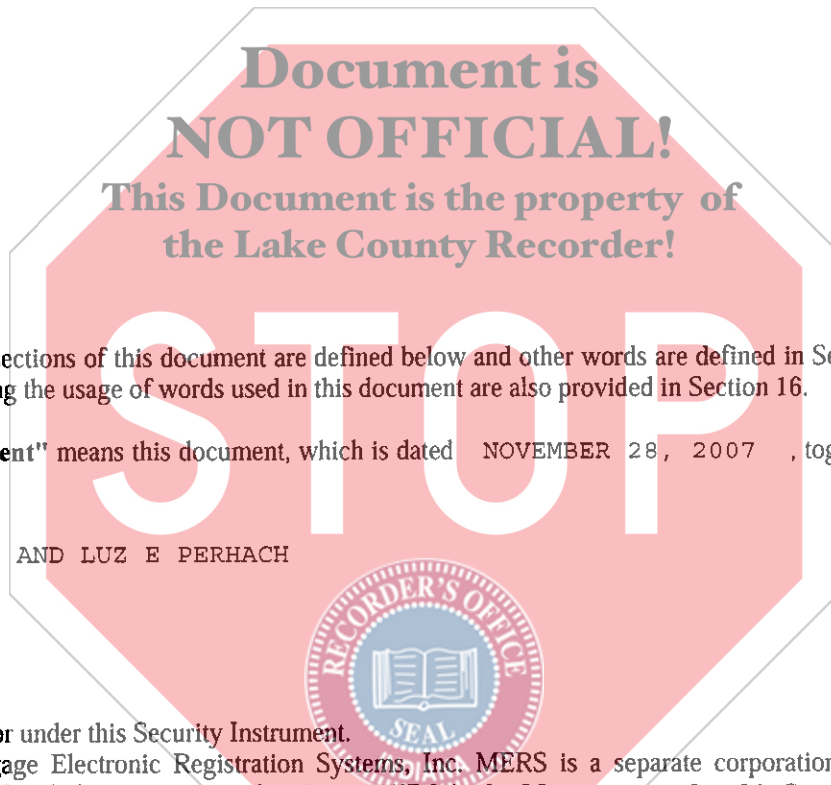 Document is
NOT OFFICIAL!
This Document is the property of
the Lake County Recorder!
STOP
ections of this document are defined below and other words are defined in Se
g the usage of words used in this document are also provided in Section 16.
ent" means this document, which is dated NOVEMBER 28, 2007 , tog
AND LUZ E PERHACH
RECORDER'S OFFICE
SEAL
INDIANA
or under this Security Instrument.
gage Electronic Registration Systems, Inc. MERS is a separate corporation